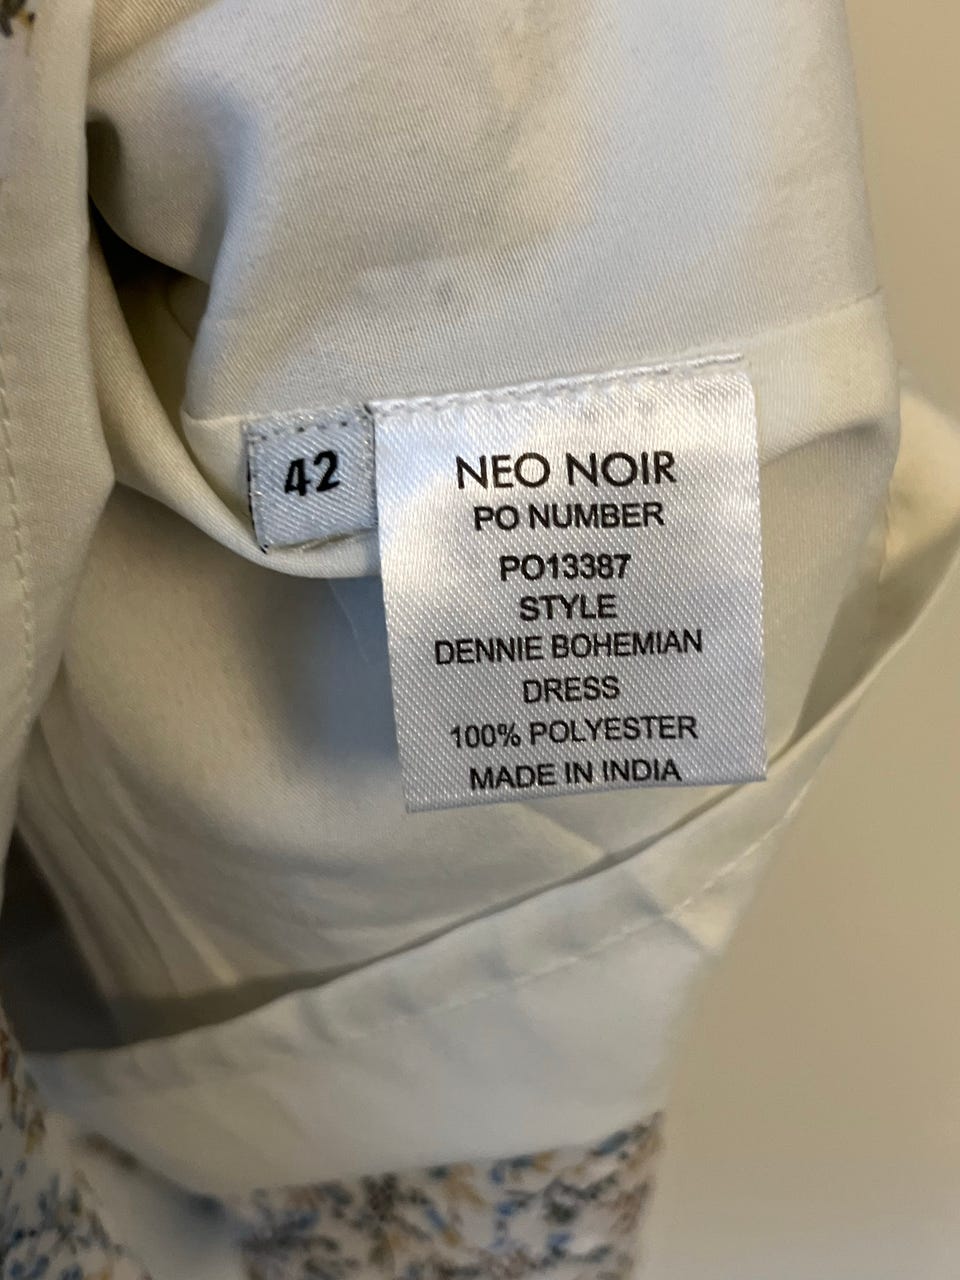 42
NEO NOIR
PO NUMBER
PO13387
STYLE
DENNIE BOHEMIAN
DRESS
100% POLYESTER
MADE IN INDIA